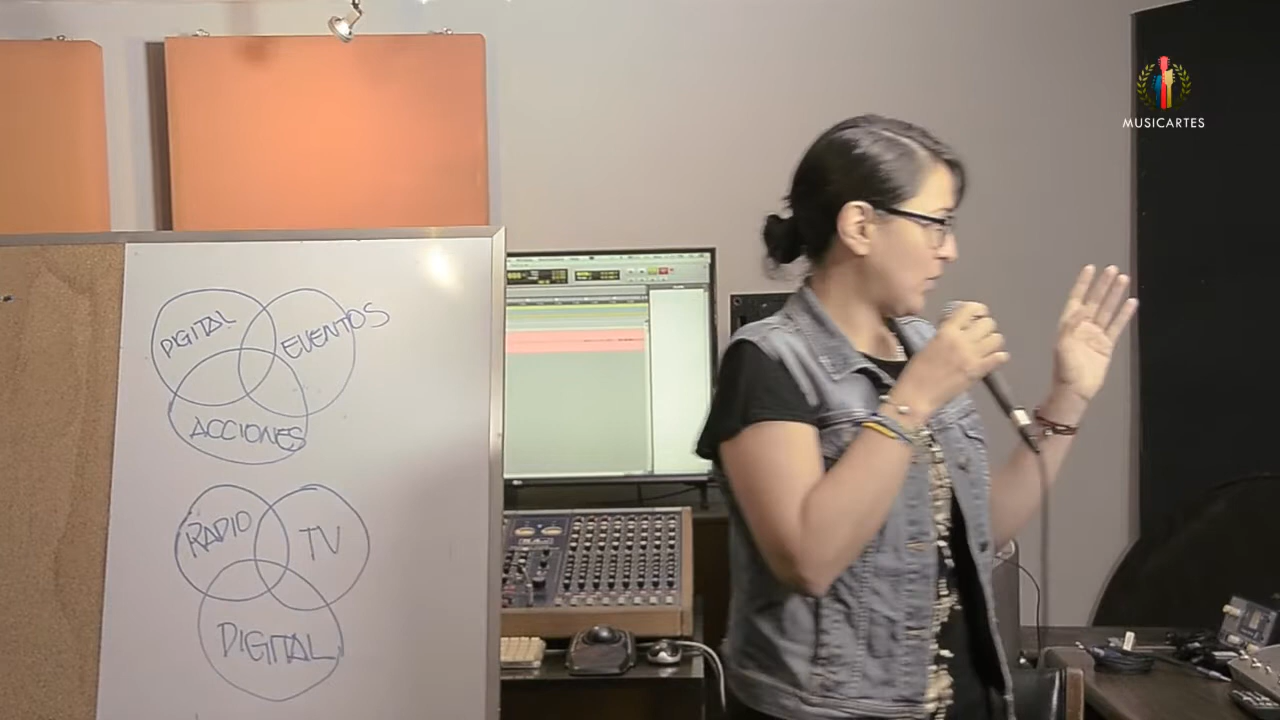 MUSICARTES
DIGITAL
EVENTOS
ACCIONES
RADIO
TV
DIGITAL